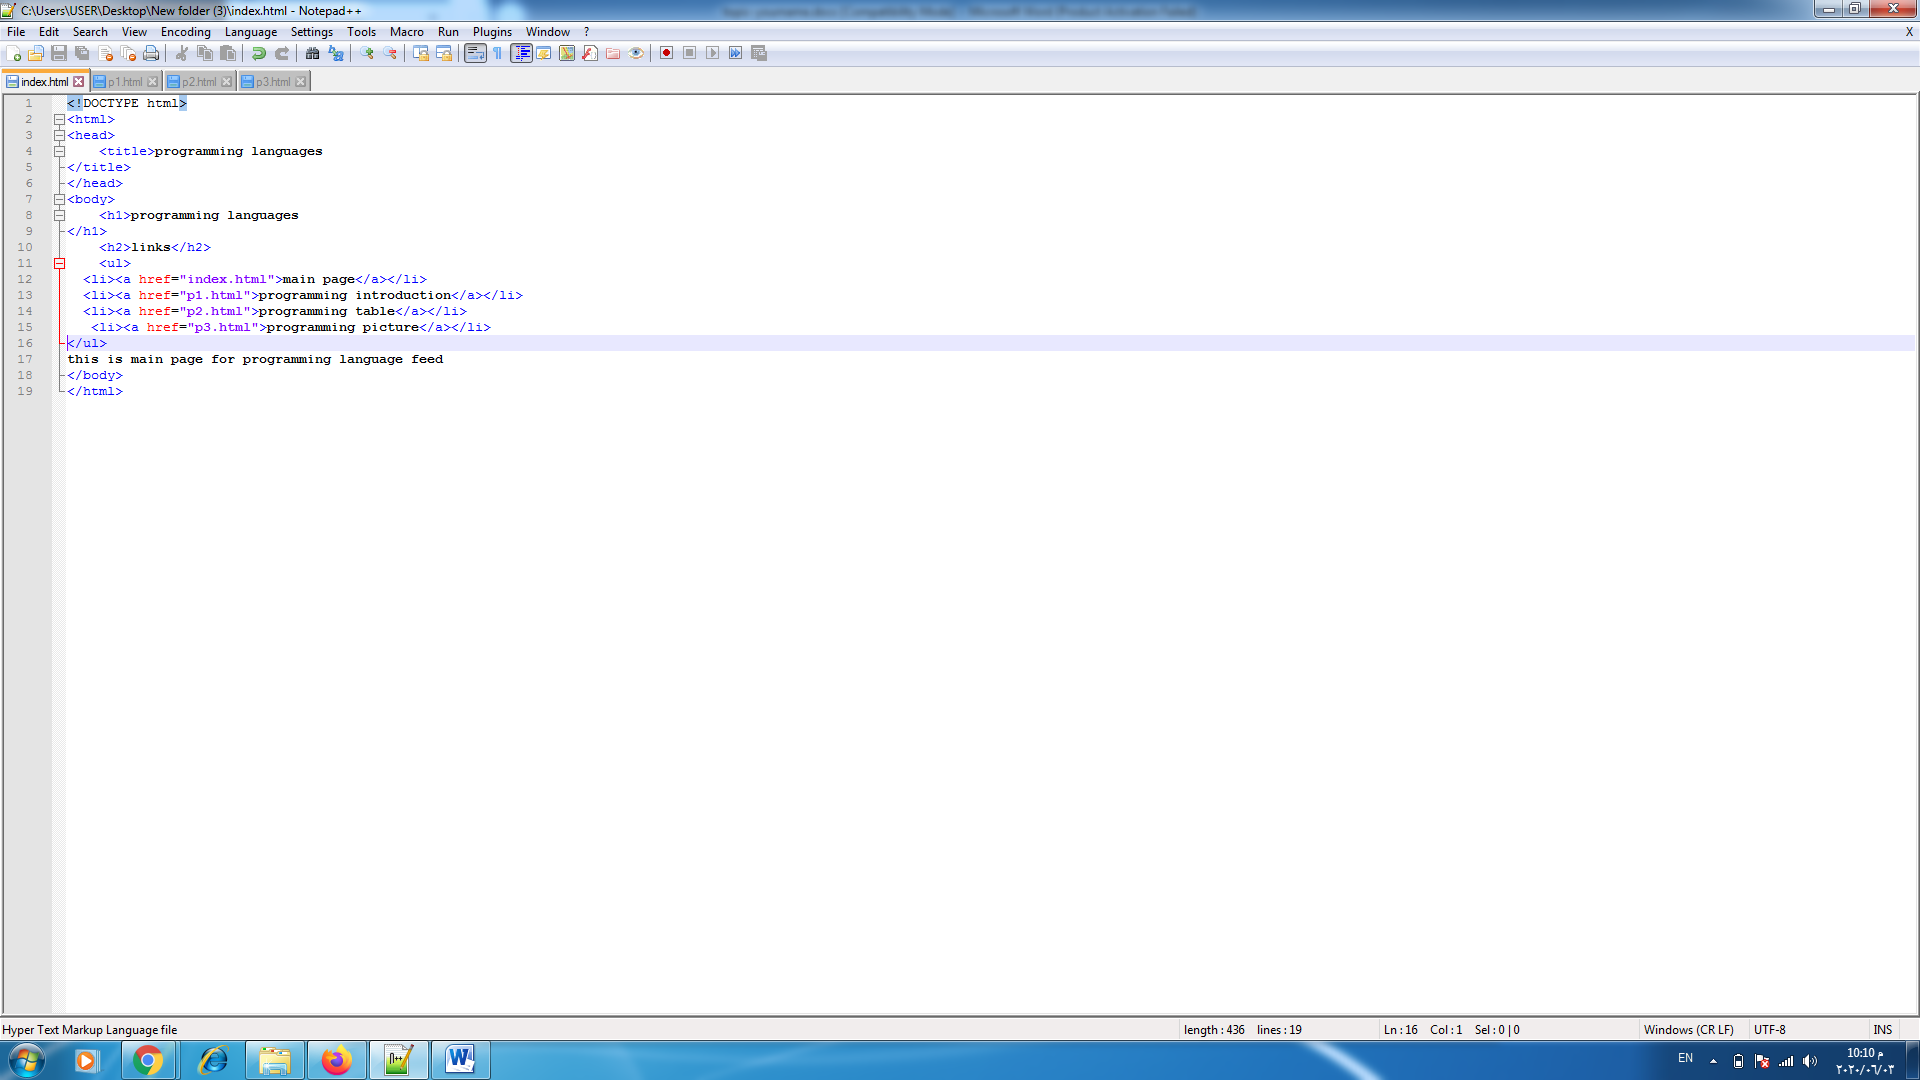 C:\Users\USER\Desktop\New folder (3)\index.html - Notepad++
File Edit Search View Encoding Language Settings Tools Macro Run Plugins Window ? X
index.html p1.html p2.html p3.html
1 <!DOCTYPE html>
2 <html>
3 <head>
4 <title>programming languages
5 </title>
6 </head>
7 <body>
8 <h1>programming languages
9 </h1>
10 <h2>links</h2>
11 <ul>
12 <li><a href="index.html">main page</a></li>
13 <li><a href="p1.html">programming introduction</a></li>
14 <li><a href="p2.html">programming table</a></li>
15 <li><a href="p3.html">programming picture</a></li>
16 </ul>
17 this is main page for programming language feed
18 </body>
19 </html>
Hyper Text Markup Language file length : 436 lines : 19 Ln : 16 Col : 1 Sel : 0 | 0 Windows (CR LF) UTF-8 INS
EN
10:10 م
٢٠٢٠/٠٦/٠٣